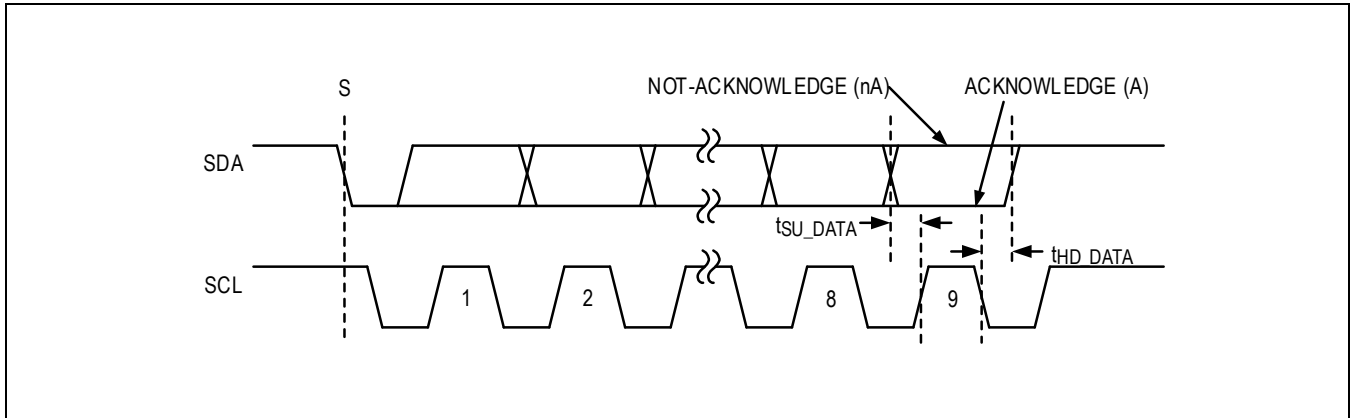 S
NOT-ACKNOWLEDGE (nA)
ACKNOWLEDGE (A)
SDA
tSU_DATA
tHD_DATA
SCL
1
2
8
9